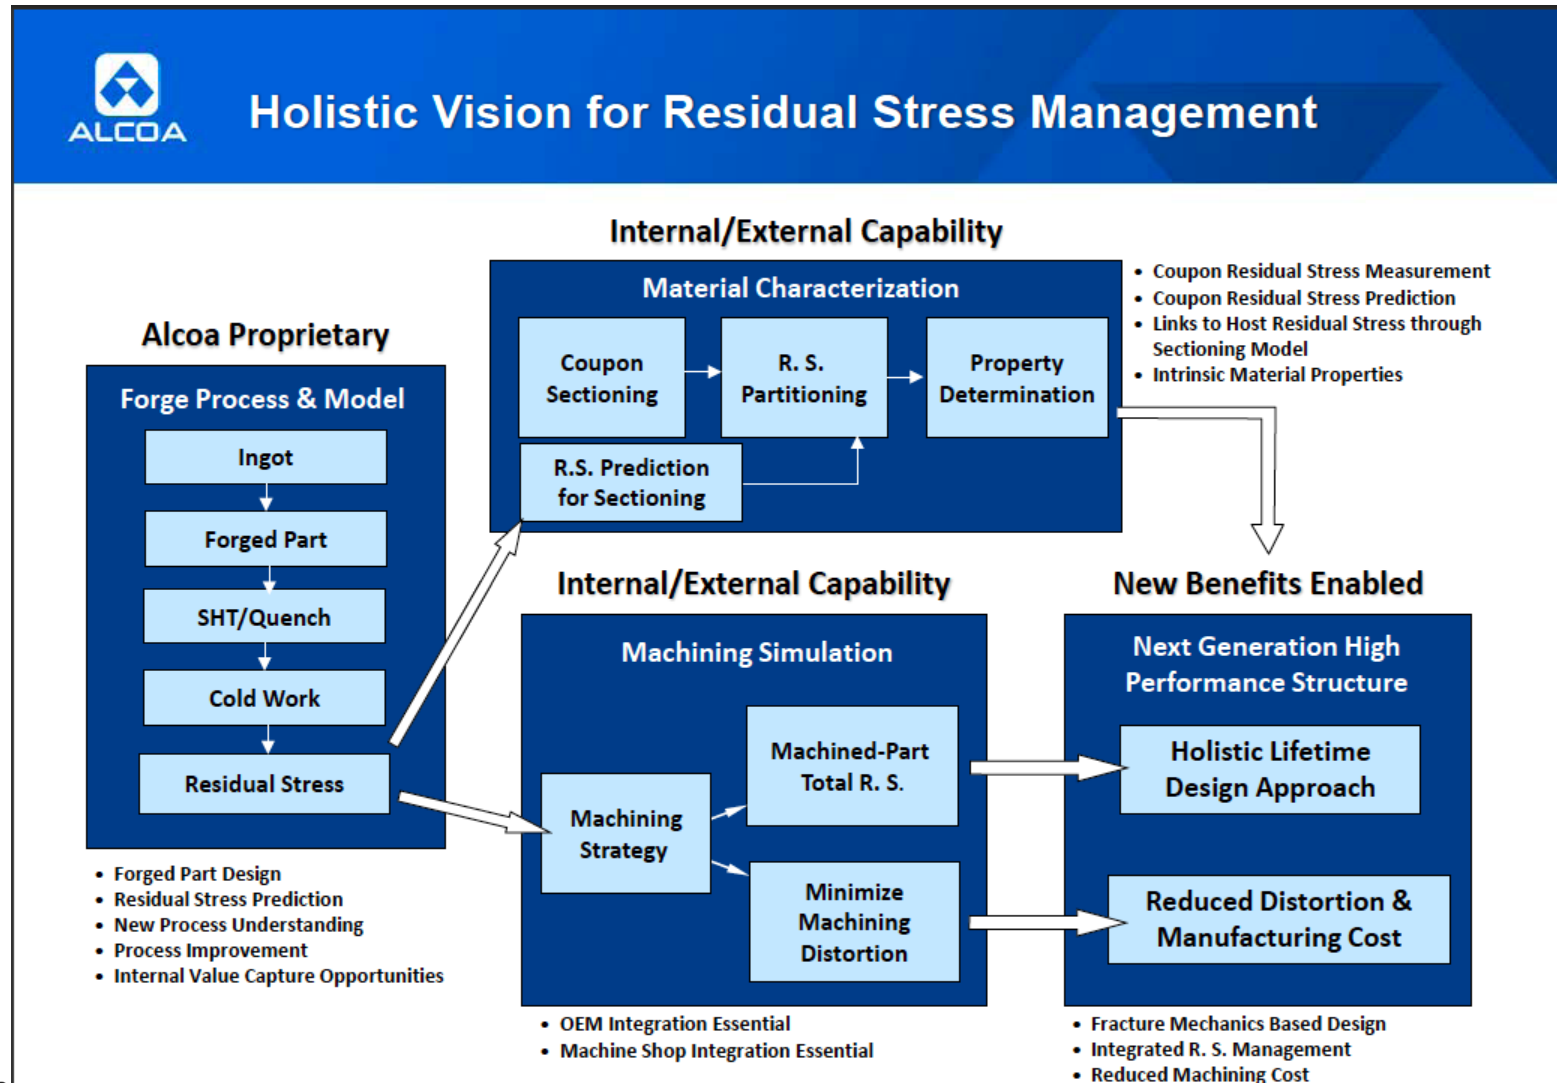 ALCOA
Holistic Vision for Residual Stress Management
Internal/External Capability
Material Characterization
Coupon
Sectioning
R. S.
Partitioning
Property
Determination
R.S. Prediction
for Sectioning
• Coupon Residual Stress Measurement
• Coupon Residual Stress Prediction
• Links to Host Residual Stress through
Sectioning Model
• Intrinsic Material Properties
Alcoa Proprietary
Forge Process & Model
Ingot
Forged Part
SHT/Quench
Cold Work
Residual Stress
• Forged Part Design
• Residual Stress Prediction
• New Process Understanding
• Process Improvement
• Internal Value Capture Opportunities
Internal/External Capability
Machining Simulation
Machining
Strategy
Machined-Part
Total R. S.
Minimize
Machining
Distortion
• OEM Integration Essential
• Machine Shop Integration Essential
New Benefits Enabled
Next Generation High
Performance Structure
Holistic Lifetime
Design Approach
Reduced Distortion &
Manufacturing Cost
• Fracture Mechanics Based Design
• Integrated R. S. Management
• Reduced Machining Cost